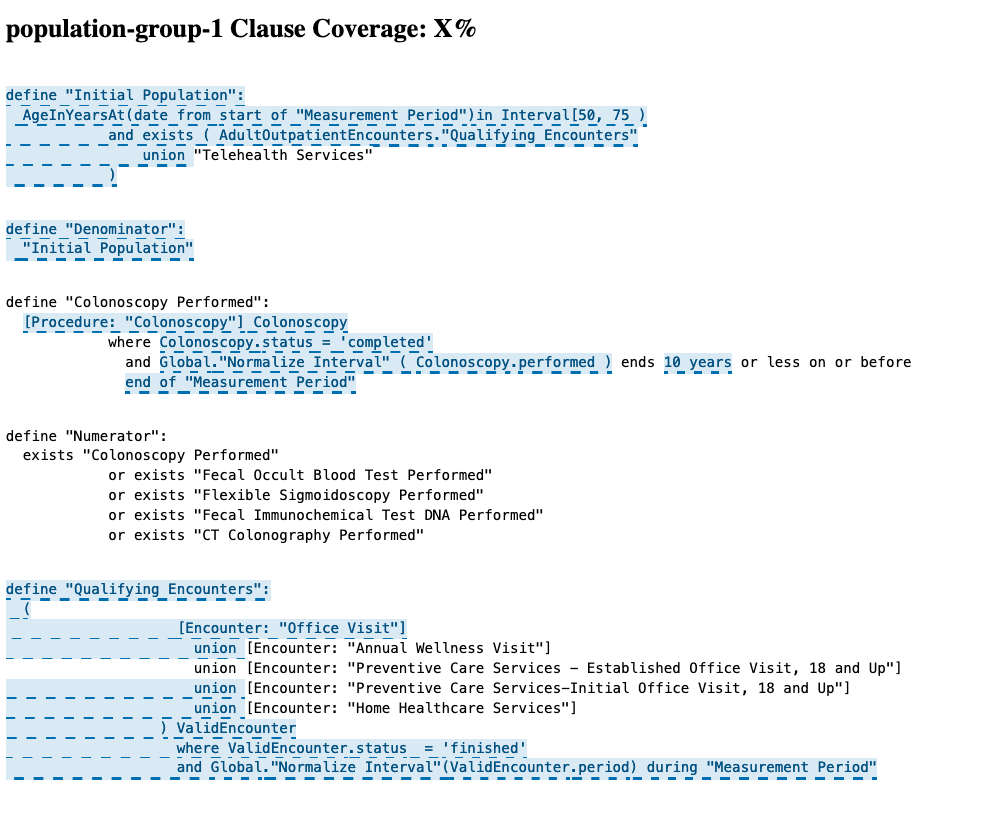 population-group-1 Clause Coverage: X%
define "Initial Population":
AgeInYearsAt(date from start of "Measurement Period")in Interval[50, 75 )
and exists ( AdultOutpatientEncounters."Qualifying Encounters"
union "Telehealth Services"
)
define "Denominator":
"Initial Population"
define "Colonoscopy Performed":
[Procedure: "Colonoscopy"] Colonoscopy
where Colonoscopy.status = 'completed'
and Global."Normalize Interval" ( Colonoscopy.performed ) ends 10 years or less on or before
end of "Measurement Period"
define "Numerator":
exists "Colonoscopy Performed"
or exists "Fecal Occult Blood Test Performed"
or exists "Flexible Sigmoidoscopy Performed"
or exists "Fecal Immunochemical Test DNA Performed"
or exists "CT Colonography Performed"
define "Qualifying Encounters":
(
[Encounter: "Office Visit"]
union [Encounter: "Annual Wellness Visit"]
union [Encounter: "Preventive Care Services - Established Office Visit, 18 and Up"]
union [Encounter: "Preventive Care Services-Initial Office Visit, 18 and Up"]
union [Encounter: "Home Healthcare Services"]
) ValidEncounter
where ValidEncounter.status  = 'finished'
and Global."Normalize Interval"(ValidEncounter.period) during "Measurement Period"